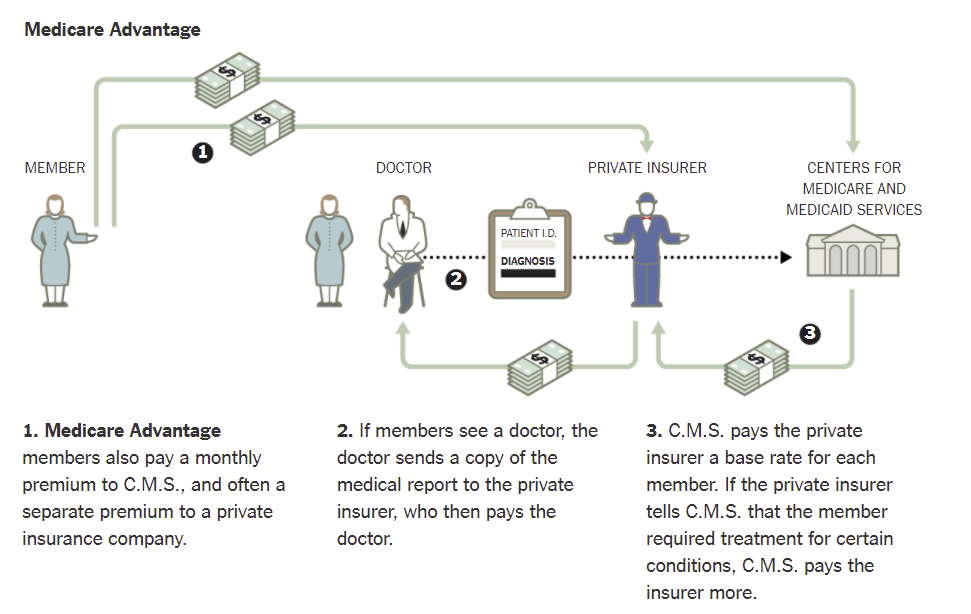 Medicare Advantage
$
$
1
MEMBER
DOCTOR
PRIVATE INSURER
CENTERS FOR
MEDICARE AND
MEDICAID SERVICES
PATIENT I.D.
DIAGNOSIS
2
3
$
$
1. Medicare Advantage
members also pay a monthly
premium to C.M.S., and often a
separate premium to a private
insurance company.
2. If members see a doctor, the
doctor sends a copy of the
medical report to the private
insurer, who then pays the
doctor.
3. C.M.S. pays the private
insurer a base rate for each
member. If the private insurer
tells C.M.S. that the member
required treatment for certain
conditions, C.M.S. pays the
insurer more.